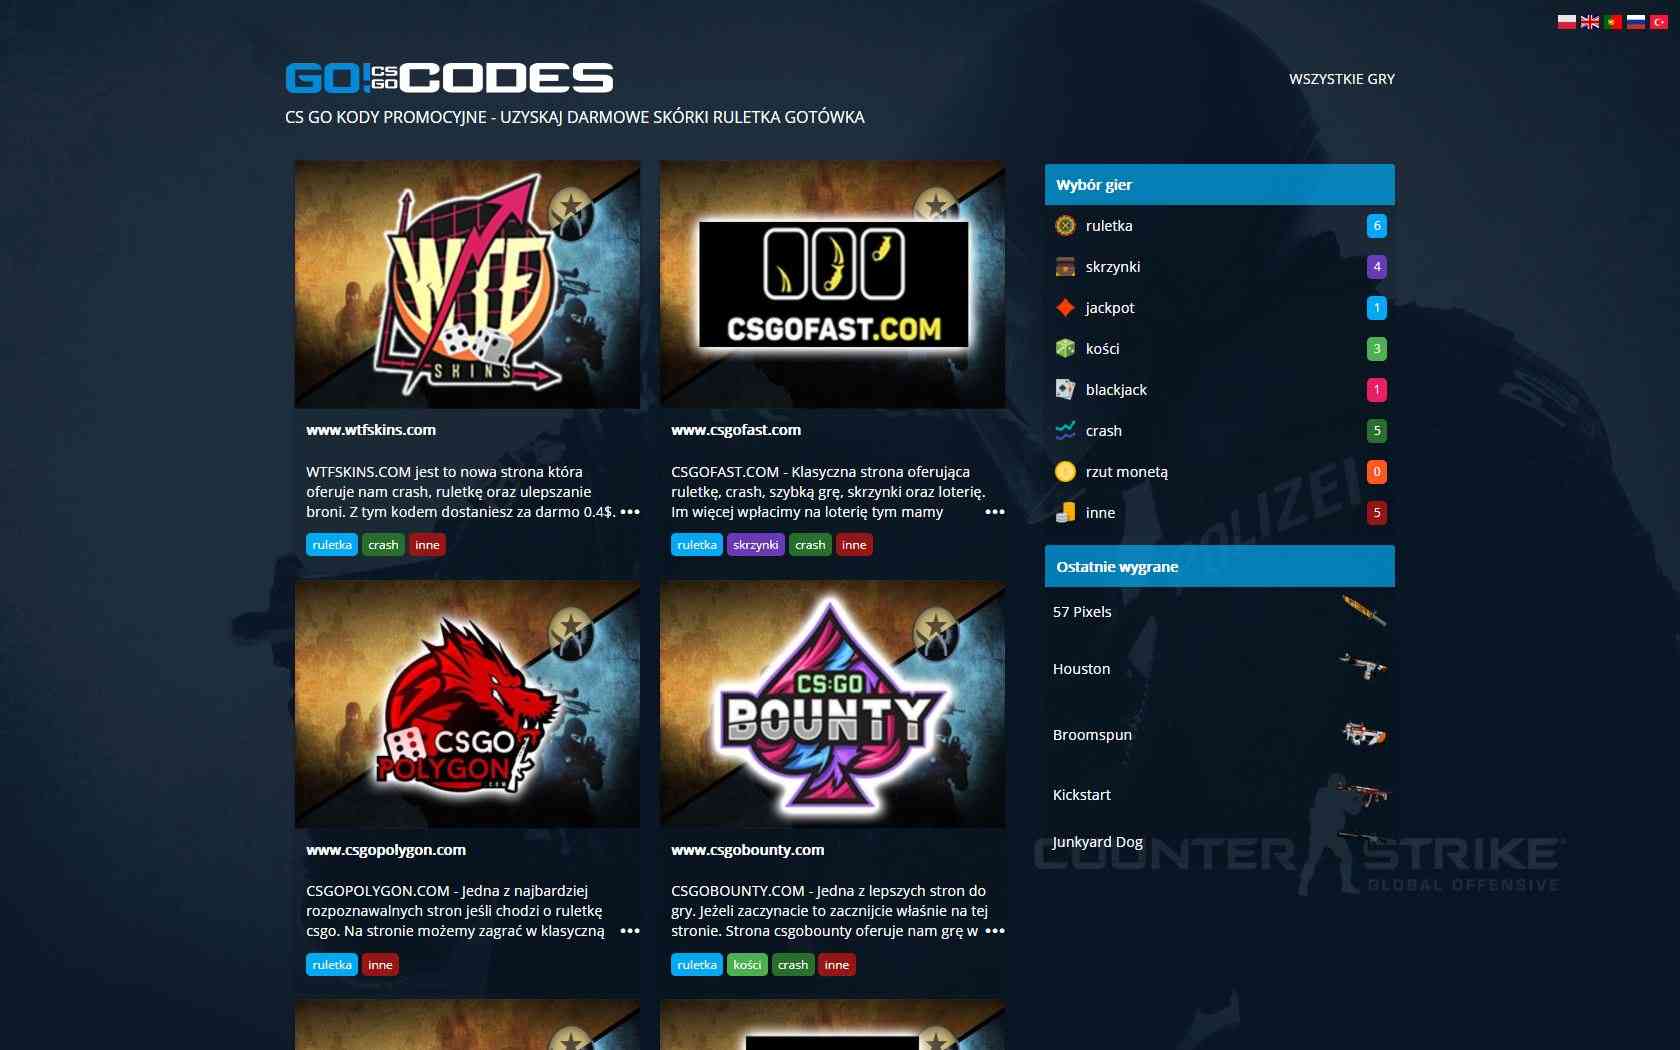 GO! CS GO CODES
WSZYSTKIE GRY
CS GO KODY PROMOCYJNE - UZYSKAJ DARMOWE SKÓRKI RULETKA GOTÓWKA
WTF
SKINS
www.wtfskins.com
WTFSKINS.COM jest to nowa strona która
oferuje nam crash, ruletkę oraz ulepszanie
broni. Z tym kodem dostaniesz za darmo 0.4$. •••
ruletka crash inne
CSGOFAST.COM
www.csgofast.com
CSGOFAST.COM - Klasyczna strona oferująca
ruletkę, crash, szybką grę, skrzynki oraz loterię.
Im więcej wpłacimy na loterię tym mamy •••
ruletka skrzynki crash inne
CSGO
POLYGON
.COM
www.csgopolygon.com
CSGOPOLYGON.COM - Jedna z najbardziej
rozpoznawalnych stron jeśli chodzi o ruletkę
csgo. Na stronie możemy zagrać w klasyczną •••
ruletka inne
CS:GO
BOUNTY
www.csgobounty.com
CSGOBOUNTY.COM - Jedna z lepszych stron do
gry. Jeżeli zaczynacie to zacznijcie właśnie na tej
stronie. Strona csgobounty oferuje nam grę w •••
ruletka kości crash inne
Wybór gier
ruletka 6
skrzynki 4
jackpot 1
kości 3
blackjack 1
crash 5
rzut monetą 0
inne 5
POLIZEI
Ostatnie wygrane
57 Pixels
Houston
Broomspun
Kickstart
Junkyard Dog
COUNTER STRIKE
GLOBAL OFFENSIVE